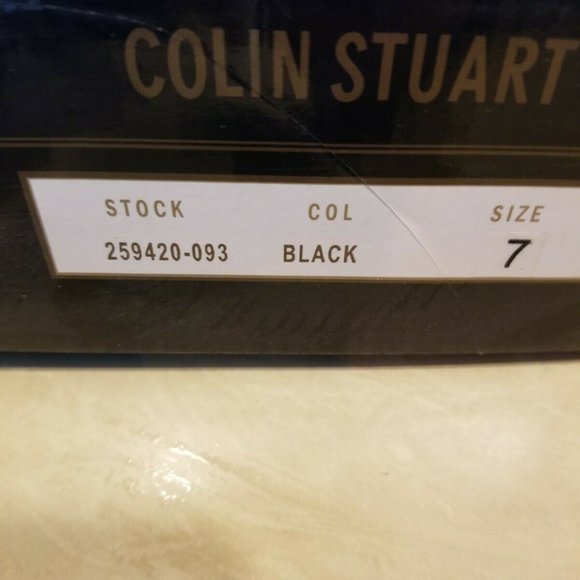 COLIN STUART
STOCK COL SIZE
259420-093 BLACK 7